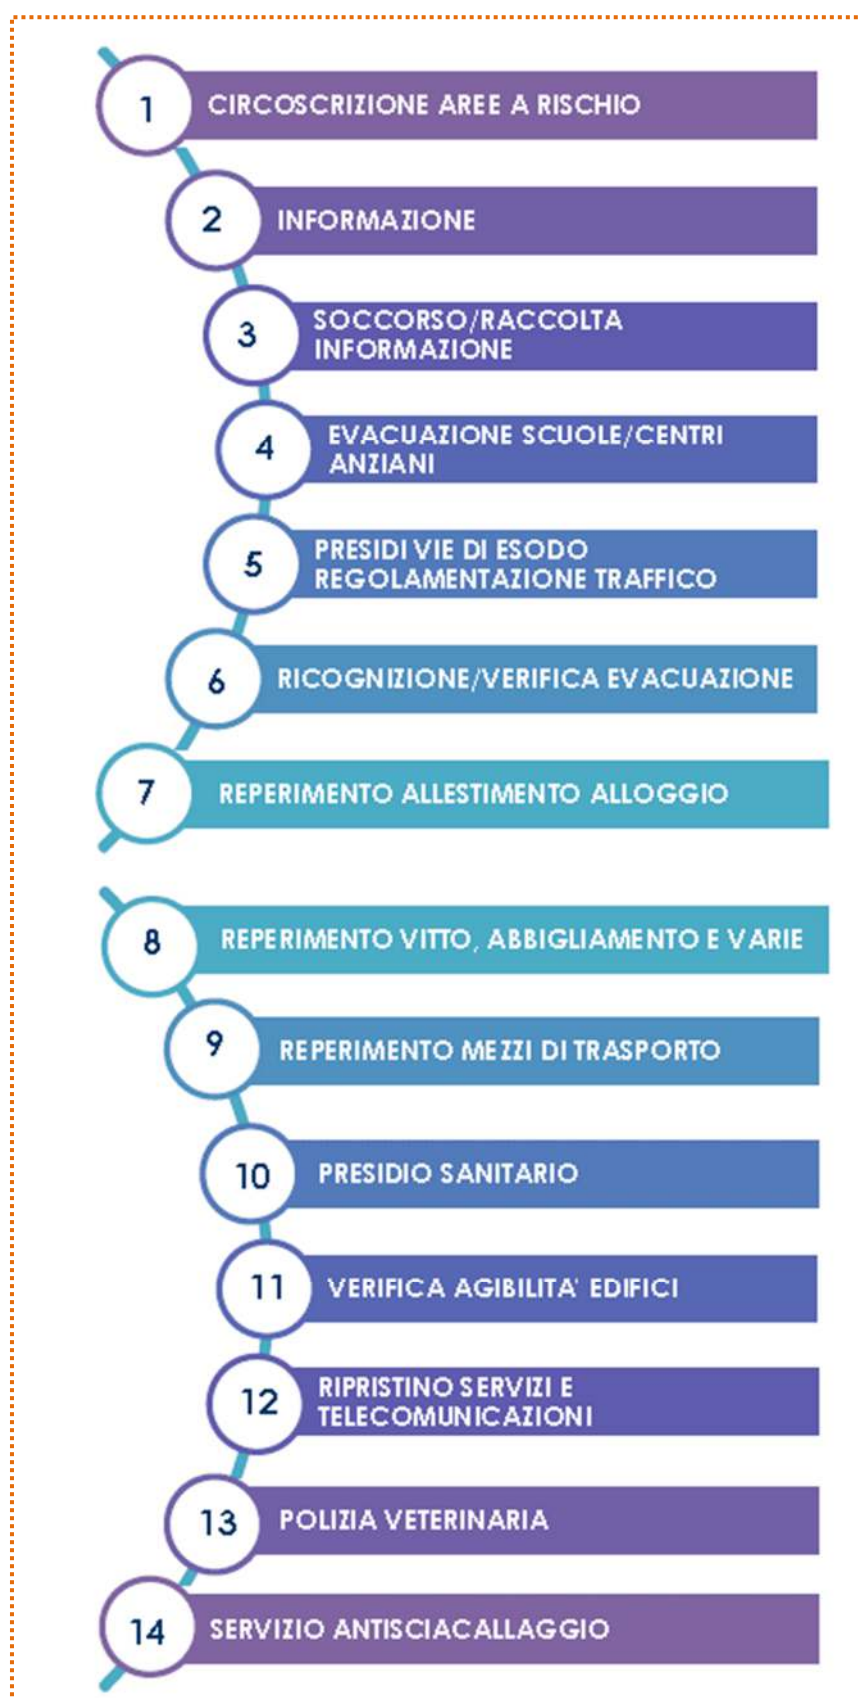 1
CIRCOSCRIZIONE AREE A RISCHIO
2
INFORMAZIONE
3
SOCCORSO/RACCOLTA
INFORMAZIONE
4
EVACUAZIONE SCUOLE/CENTRI
ANZIANI
5
PRESIDI VIE DI ESODO
REGOLAMENTAZIONE TRAFFICO
6
RICOGNIZIONE/VERIFICA EVACUAZIONE
7
REPERIMENTO ALLESTIMENTO ALLOGGIO
8
REPERIMENTO VITTO, ABBIGLIAMENTO E VARIE
9
REPERIMENTO MEZZI DI TRASPORTO
10
PRESIDIO SANITARIO
11
VERIFICA AGIBILITA' EDIFICI
12
RIPRISTINO SERVIZI E
TELECOMUNICAZIONI
13
POLIZIA VETERINARIA
14
SERVIZIO ANTISCIACALLAGGIO